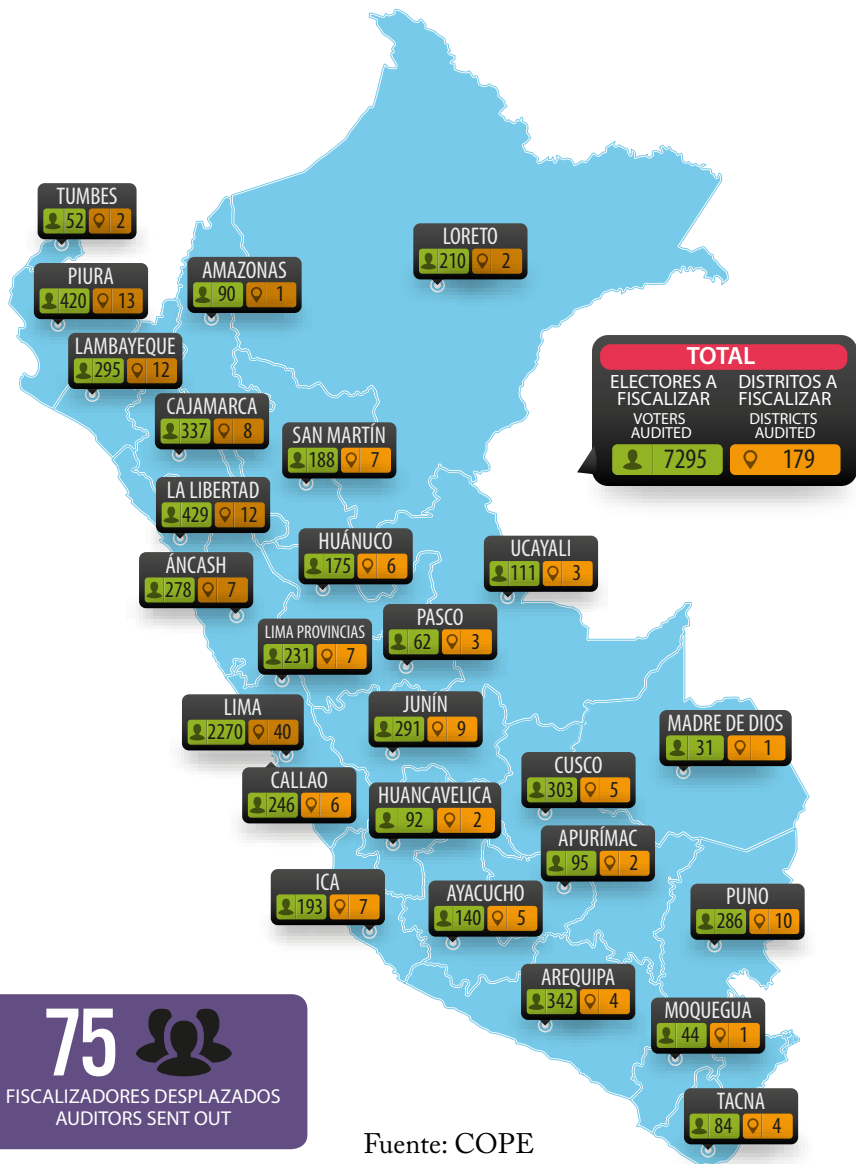 TUMBES
52 2
PIURA
420 13
AMAZONAS
90 1
LORETO
210 2
LAMBAYEQUE
295 12
CAJAMARCA
337 8
SAN MARTÍN
188 7
TOTAL
ELECTORES A
FISCALIZAR
VOTERS
AUDITED
7295
DISTRITOS A
FISCALIZAR
DISTRICTS
AUDITED
179
LA LIBERTAD
429 12
HUÁNUCO
175 6
UCAYALI
111 3
ÁNCASH
278 7
PASCO
62 3
LIMA PROVINCIAS
231 7
LIMA
2270 40
JUNÍN
291 9
MADRE DE DIOS
31 1
CALLAO
246 6
HUANCAVELICA
92 2
CUSCO
303 5
APURÍMAC
95 2
ICA
193 7
AYACUCHO
140 5
PUNO
286 10
AREQUIPA
342 4
MOQUEGUA
44 1
TACNA
84 4
75
FISCALIZADORES DESPLAZADOS
AUDITORS SENT OUT
Fuente: COPE